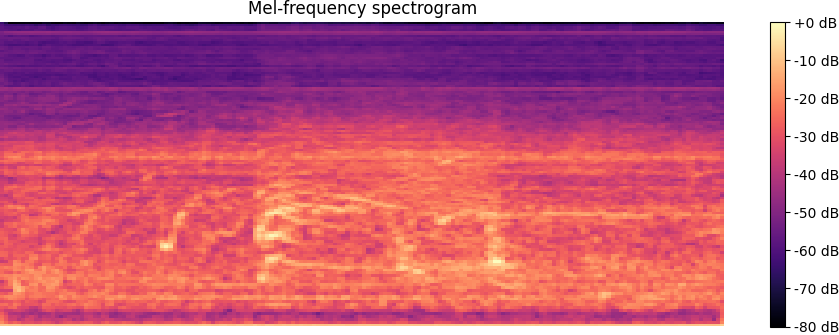 Mel-frequency spectrogram
+0 dB
-10 dB
-20 dB
-30 dB
-40 dB
-50 dB
-60 dB
-70 dB
-80 dB